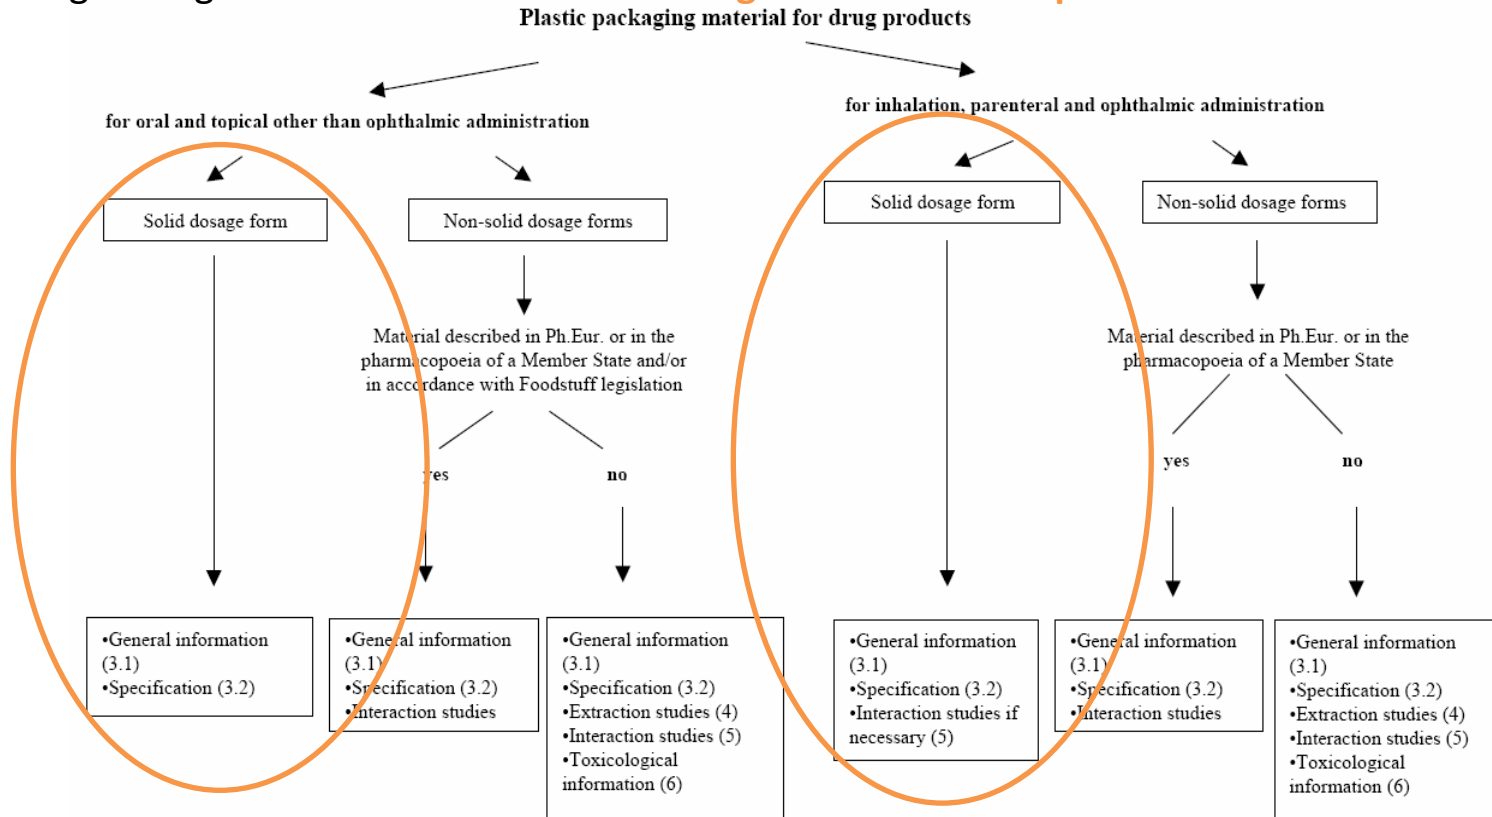 Plastic packaging material for drug products
for oral and topical other than ophthalmic administration
for inhalation, parenteral and ophthalmic administration
Solid dosage form
Non-solid dosage forms
Solid dosage form
Non-solid dosage forms
Material described in Ph.Eur. or in the
pharmacopoeia of a Member State and/or
in accordance with Foodstuff legislation
Material described in Ph.Eur. or in the
pharmacopoeia of a Member State
yes
no
yes
no
•General information
(3.1)
•Specification (3.2)
•General information
(3.1)
•Specification (3.2)
•Interaction studies
•General information
(3.1)
•Specification (3.2)
•Extraction studies (4)
•Interaction studies (5)
•Toxicological
information (6)
•General information
(3.1)
•Specification (3.2)
•Interaction studies if
necessary (5)
•General information
(3.1)
•Specification (3.2)
•Interaction studies
•General information
(3.1)
•Specification (3.2)
•Extraction studies (4)
•Interaction studies (5)
•Toxicological
information (6)